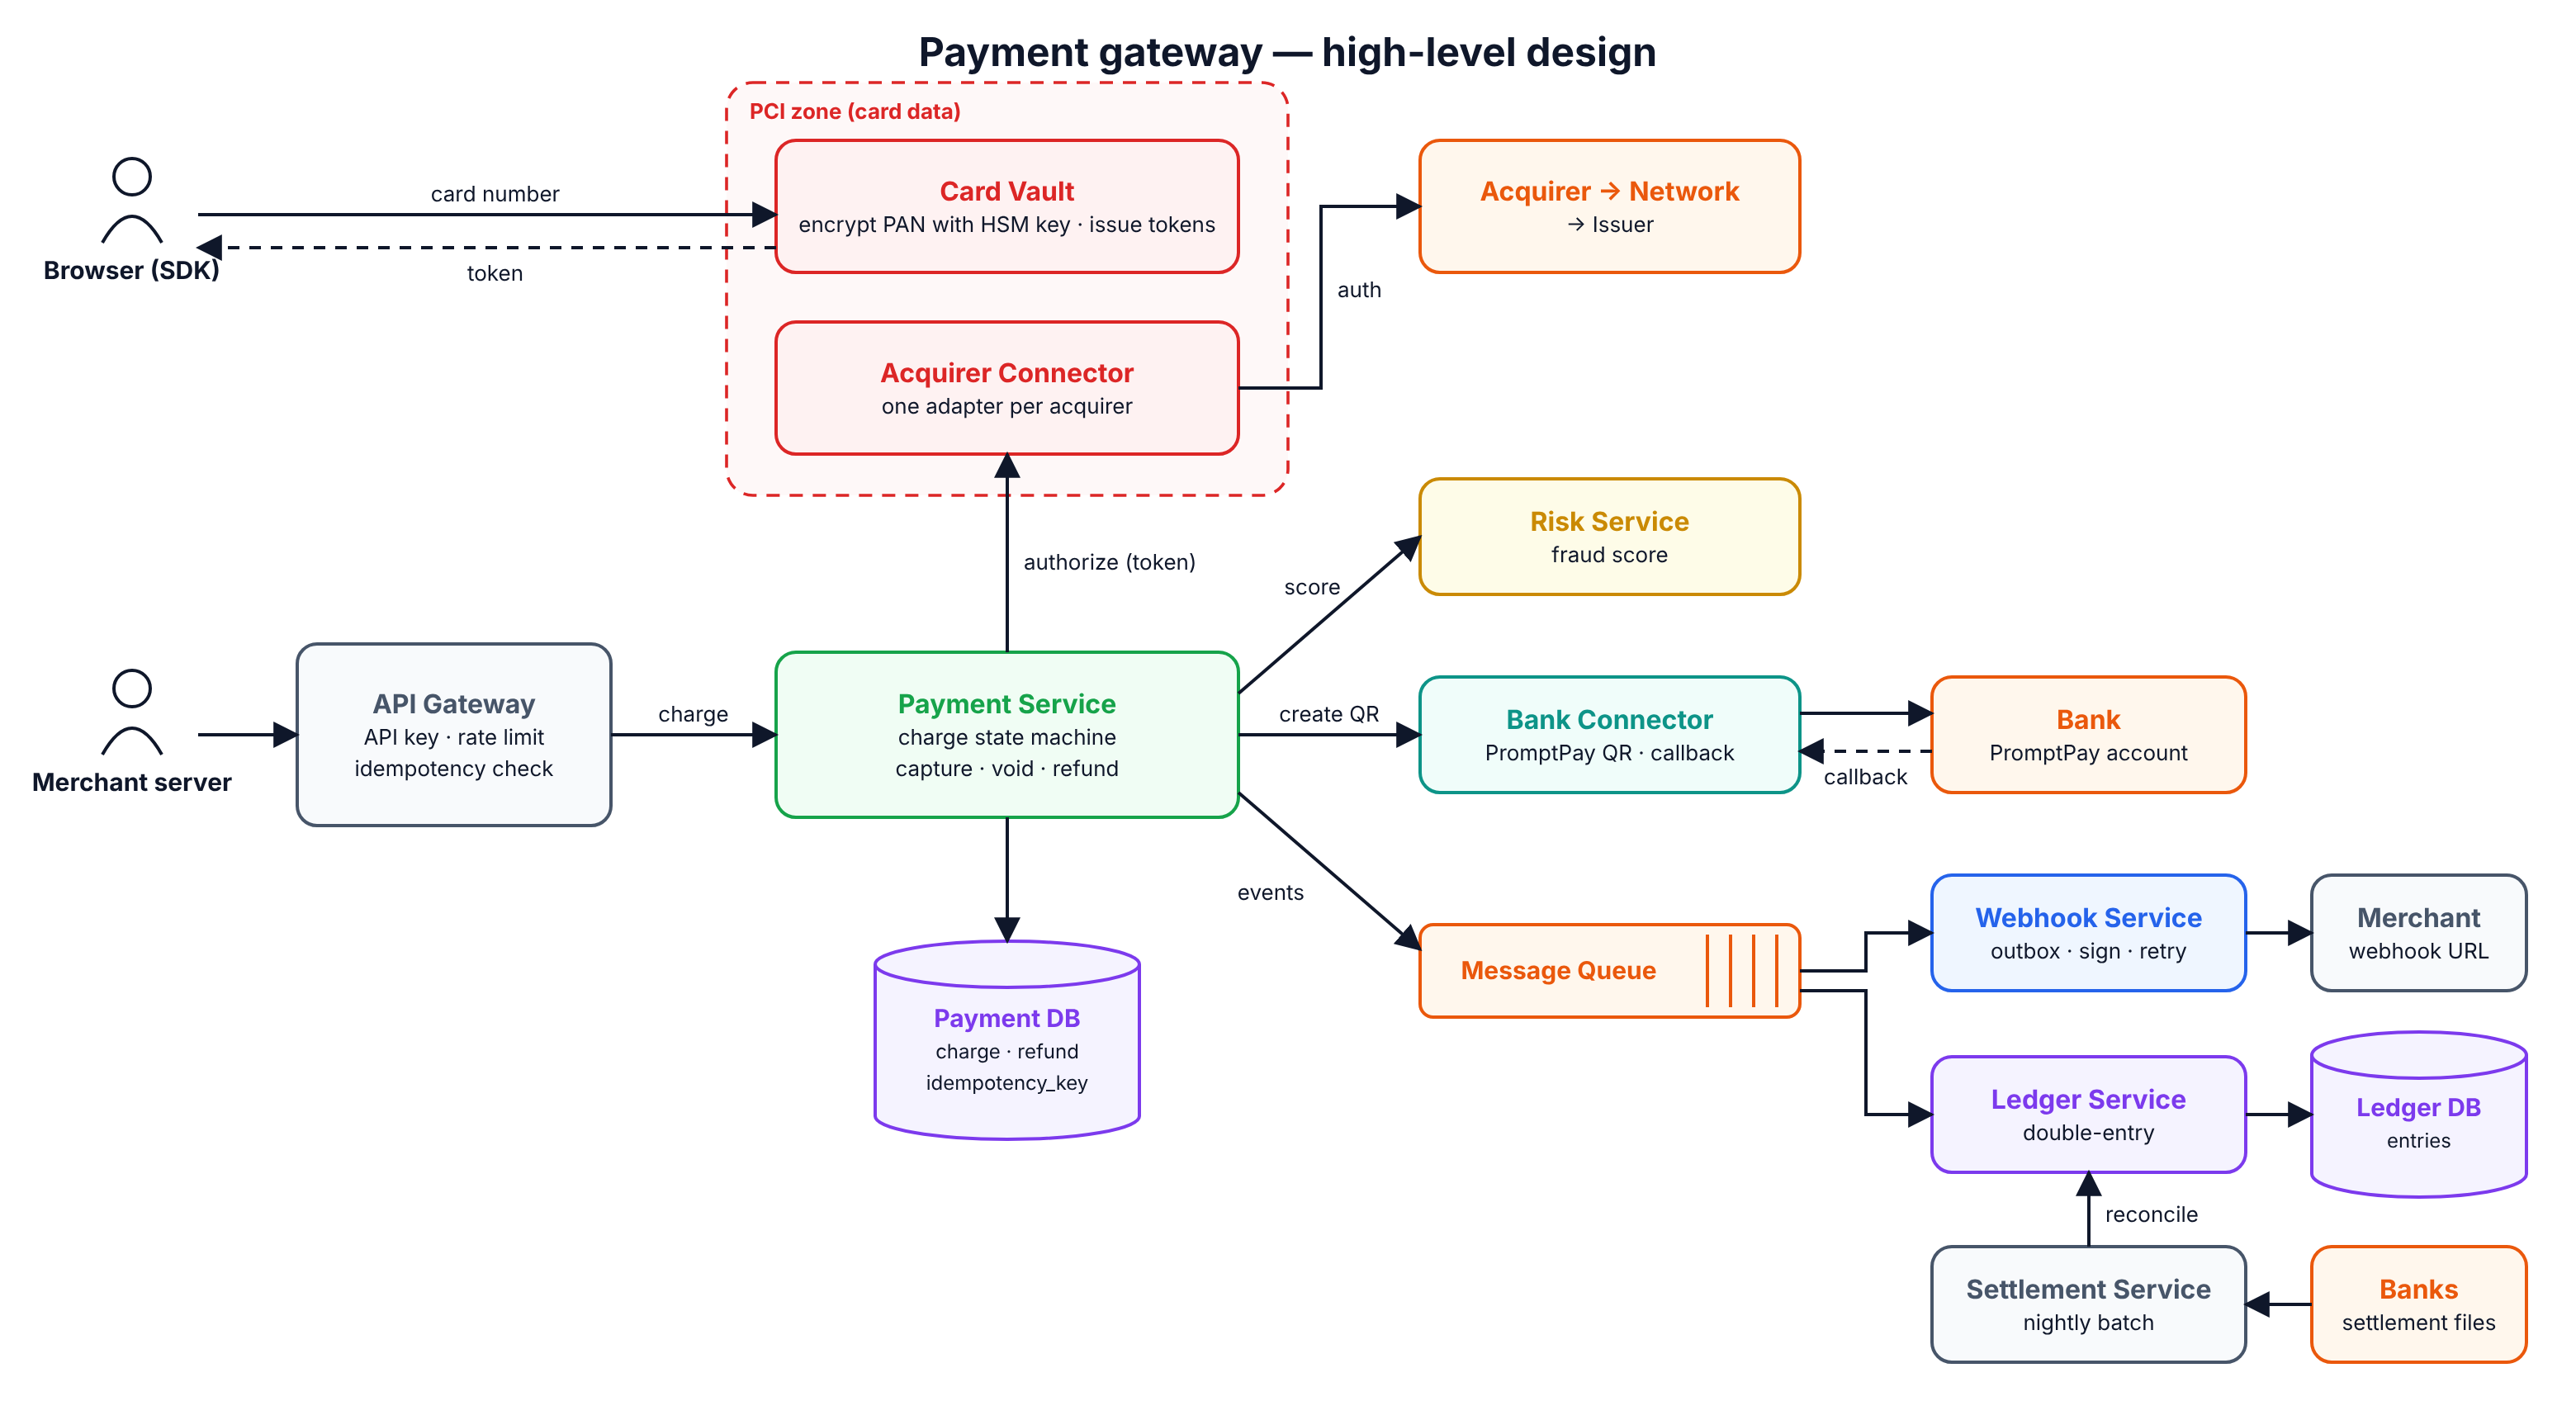 Payment gateway — high-level design
PCI zone (card data)
Card Vault
encrypt PAN with HSM key · issue tokens
Acquirer → Network
→ Issuer
card number
token
Browser (SDK)
auth
Acquirer Connector
one adapter per acquirer
authorize (token)
Risk Service
fraud score
score
Merchant server
API Gateway
API key · rate limit
idempotency check
charge
Payment Service
charge state machine
capture · void · refund
create QR
Bank Connector
PromptPay QR · callback
callback
Bank
PromptPay account
events
Message Queue
Webhook Service
outbox · sign · retry
Merchant
webhook URL
Payment DB
charge · refund
idempotency_key
Ledger Service
double-entry
Ledger DB
entries
reconcile
Settlement Service
nightly batch
Banks
settlement files